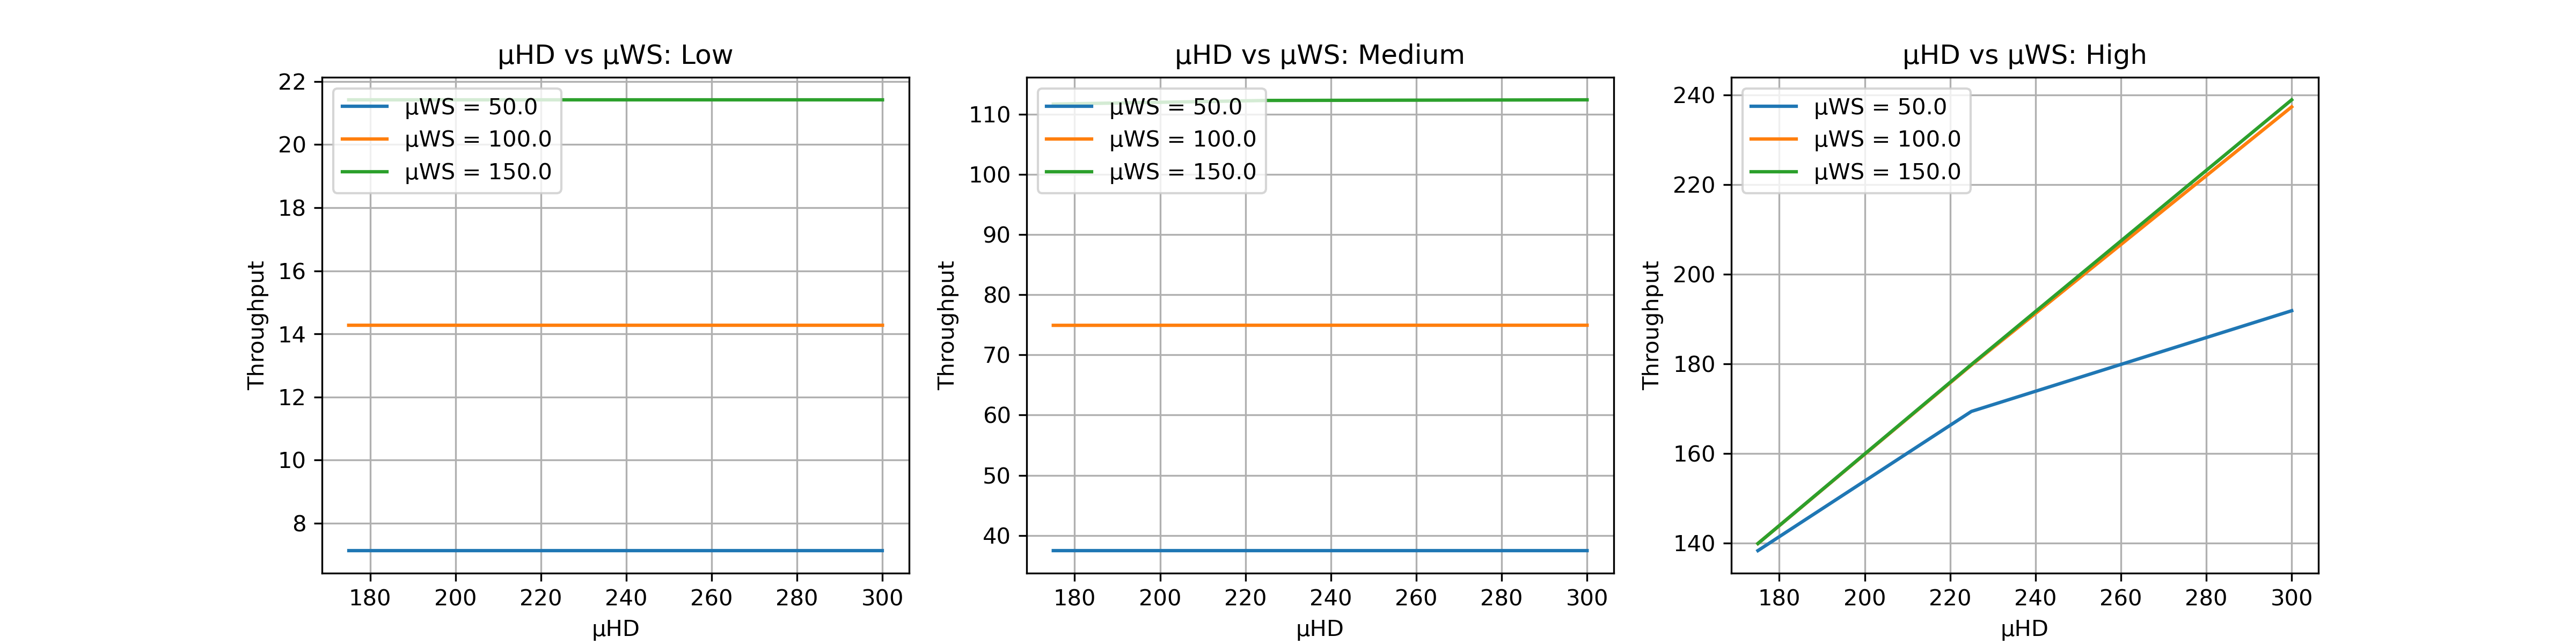 µHD vs µWS: Low
22
20
18
16
14
12
10
8
Throughput
µWS = 50.0
µWS = 100.0
µWS = 150.0
180 200 220 240 260 280 300
µHD
µHD vs µWS: Medium
110
100
90
80
70
60
50
40
Throughput
µWS = 50.0
µWS = 100.0
µWS = 150.0
180 200 220 240 260 280 300
µHD
µHD vs µWS: High
240
220
200
180
160
140
Throughput
µWS = 50.0
µWS = 100.0
µWS = 150.0
180 200 220 240 260 280 300
µHD